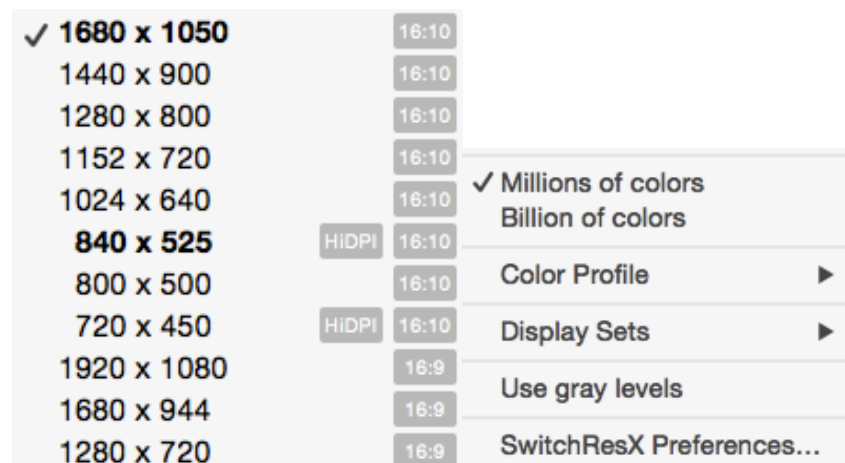 ✓ 1680 x 1050 16:10
1440 x 900 16:10
1280 x 800 16:10
1152 x 720 16:10
1024 x 640 16:10
840 x 525 HiDPI 16:10
800 x 500 16:10
720 x 450 HiDPI 16:10
1920 x 1080 16:9
1680 x 944 16:9
1280 x 720 16:9
✓ Millions of colors
Billion of colors
Color Profile ▶
Display Sets ▶
Use gray levels
SwitchResX Preferences...